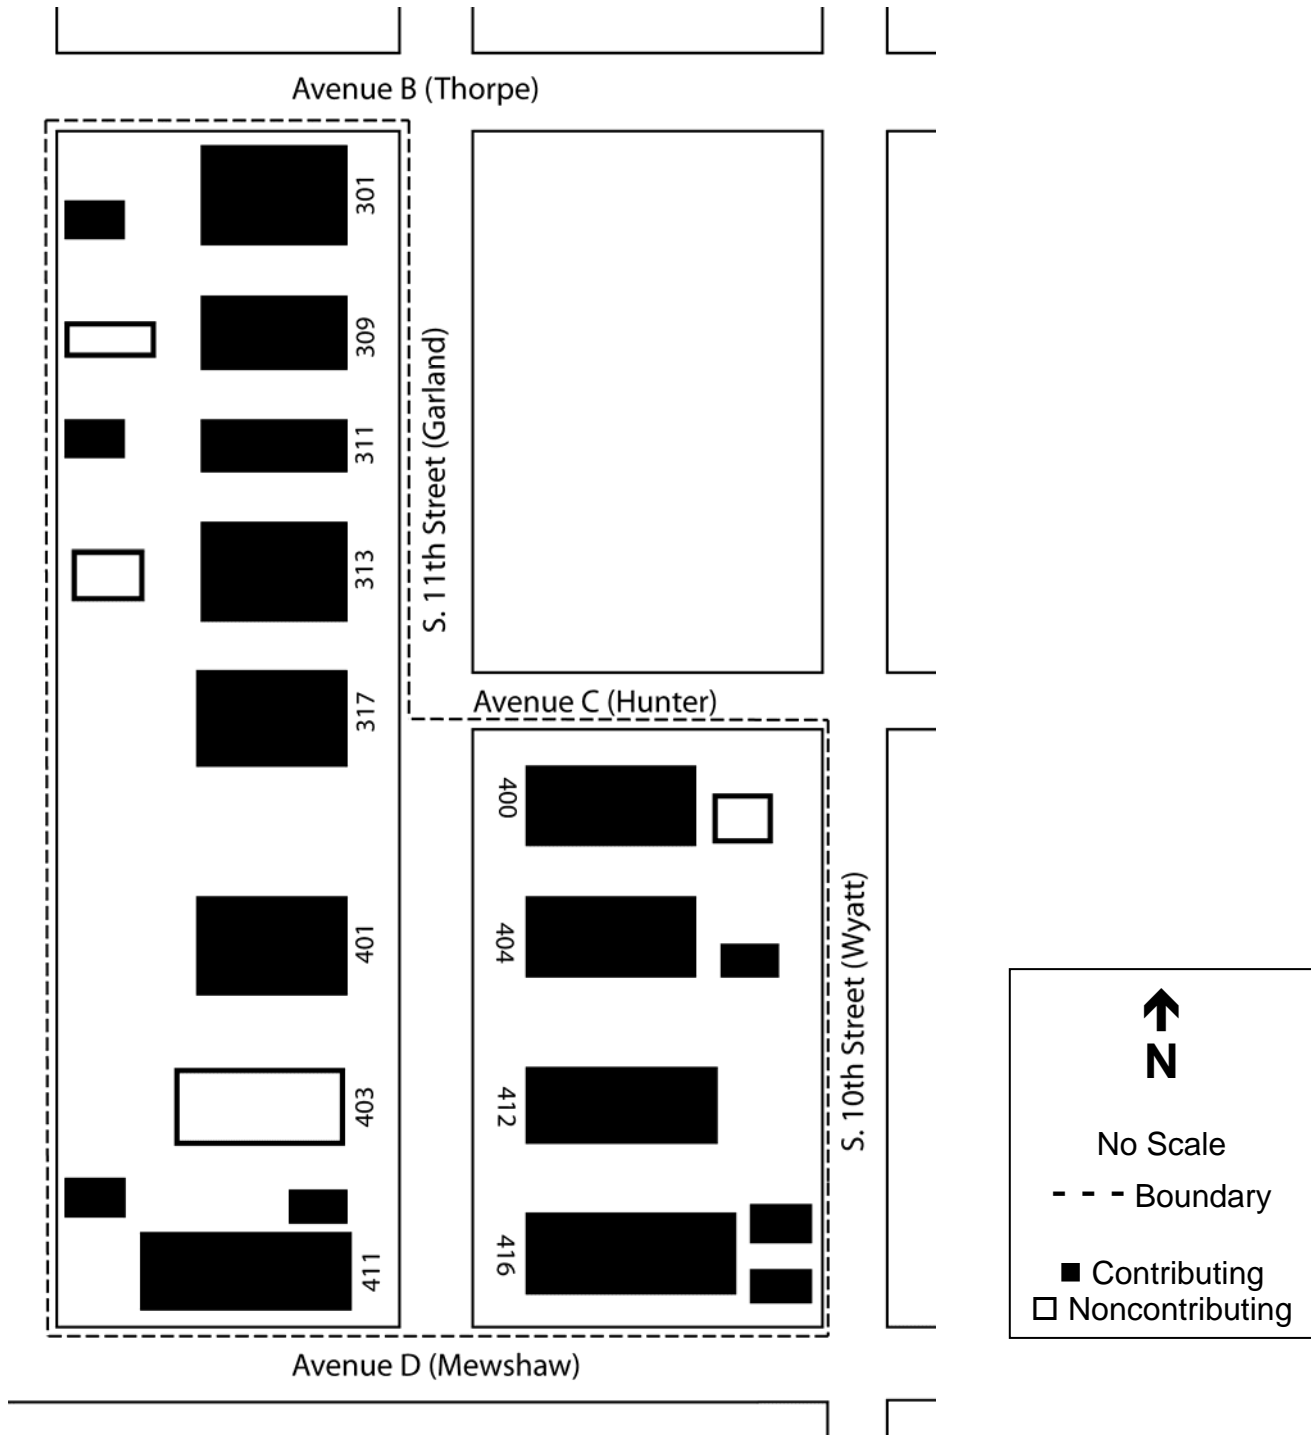 Avenue B (Thorpe)
301
309
311
313
S. 11th Street (Garland)
317
Avenue C (Hunter)
400
401
404
403
412
411
416
S. 10th Street (Wyatt)
Avenue D (Mewshaw)
N
No Scale
- - - Boundary
Contributing
Noncontributing